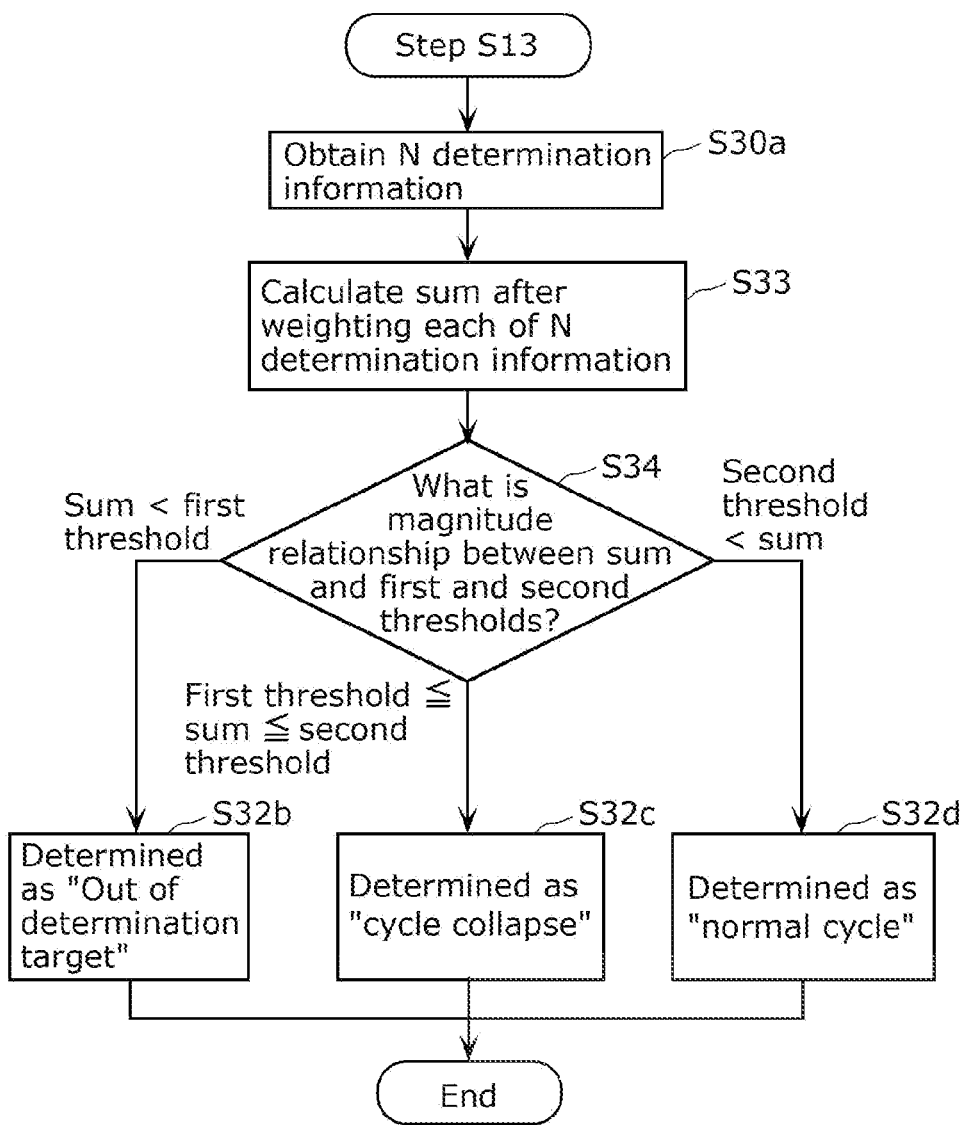 Step S13
S30a
Obtain N determination
information
S33
Calculate sum after
weighting each of N
determination information
S34
Sum < first
threshold
What is
magnitude
relationship between sum
and first and second
thresholds?
Second
threshold
< sum
First threshold ≦
sum ≦ second
threshold
S32b
Determined
as "Out of
determination
target"
S32c
Determined as
"cycle collapse"
S32d
Determined as
"normal cycle"
End